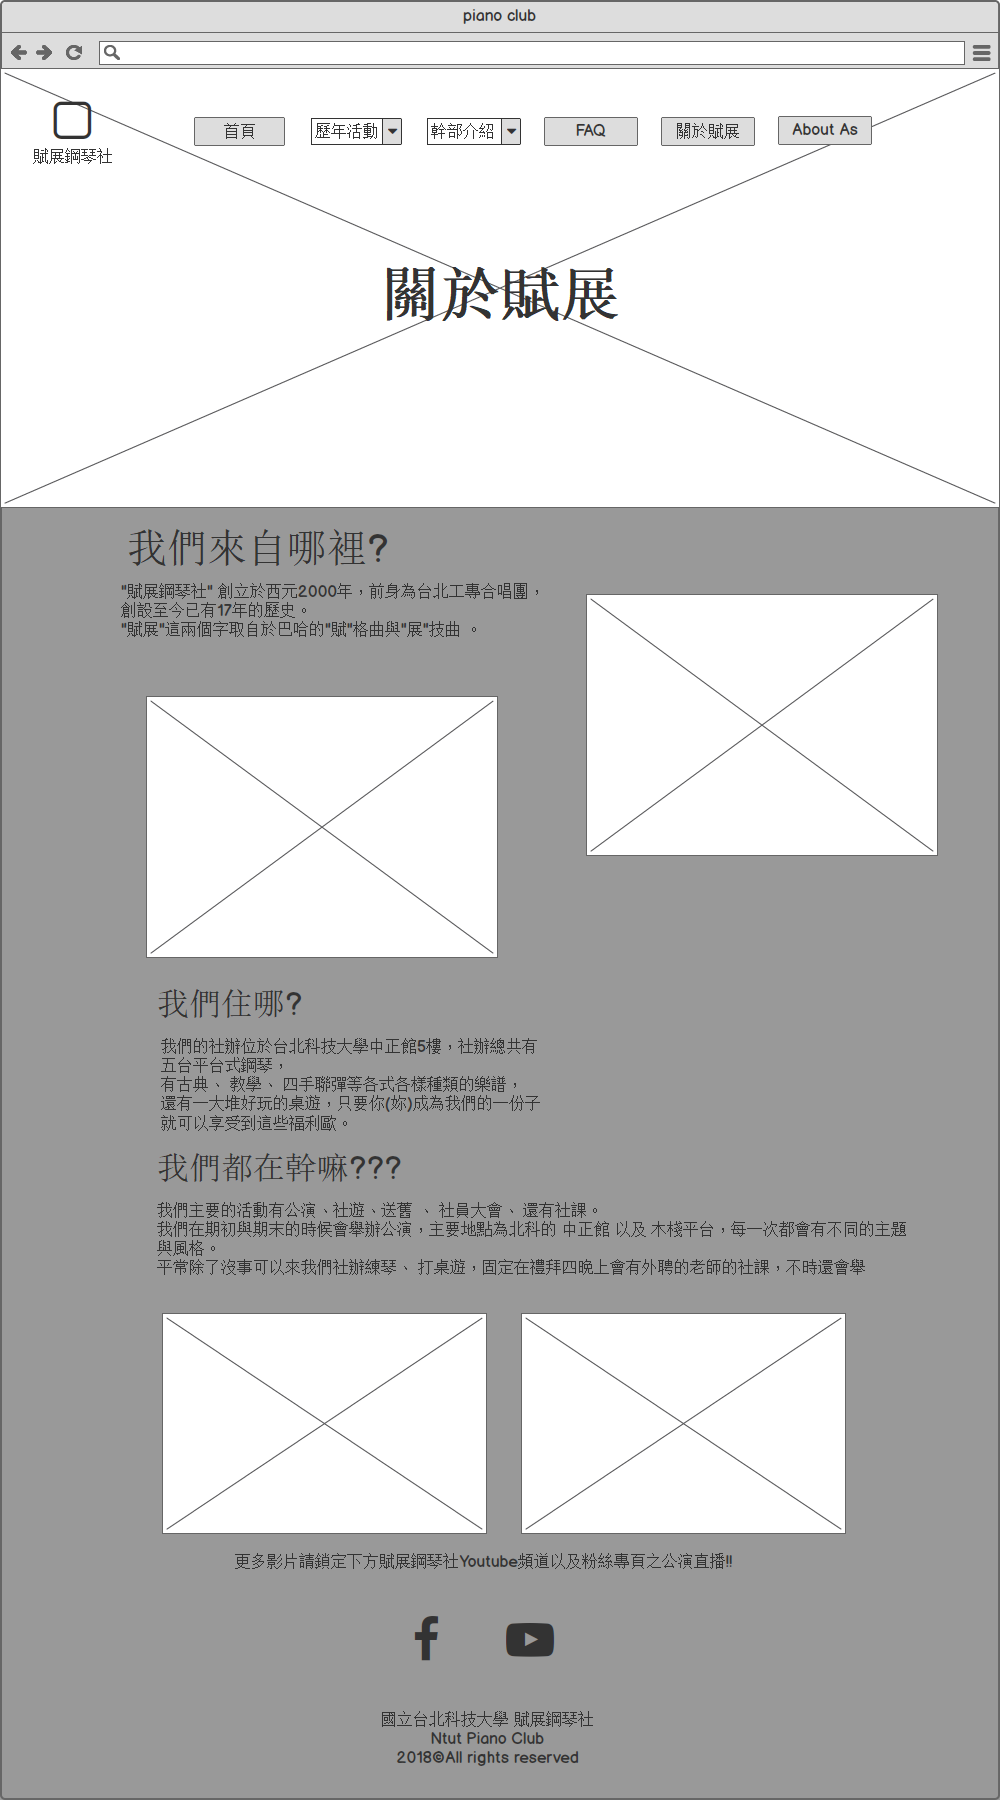 piano club
賦展鋼琴社
首頁
歷年活動
幹部介紹
FAQ
關於賦展
About As
關於賦展
我們來自哪裡?
"賦展鋼琴社" 創立於西元2000年，前身為台北工專合唱團，
創設至今已有17年的歷史。
"賦展"這兩個字取自於巴哈的"賦"格曲與"展"技曲 。
我們住哪?
我們的社辦位於台北科技大學中正館5樓，社辦總共有
五台平台式鋼琴，
有古典、 教學、 四手聯彈等各式各樣種類的樂譜，
還有一大堆好玩的桌遊，只要你(妳)成為我們的一份子
就可以享受到這些福利歐。
我們都在幹嘛???
我們主要的活動有公演、社遊、送舊 、 社員大會、 還有社課。
我們在期初與期末的時候會舉辦公演，主要地點為北科的 中正館 以及 木棧平台，每一次都會有不同的主題
與風格。
平常除了沒事可以來我們社辦練琴、 打桌遊，固定在禮拜四晚上會有外聘的老師的社課，不時還會舉
更多影片請鎖定下方賦展鋼琴社Youtube頻道以及粉絲專頁之公演直播!!
國立台北科技大學 賦展鋼琴社
Ntut Piano Club
2018©All rights reserved